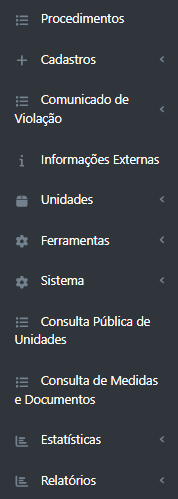 Procedimentos
Cadastros
Comunicado de
Violação
Informações Externas
Unidades
Ferramentas
Sistema
Consulta Pública de
Unidades
Consulta de Medidas
e Documentos
Estatísticas
Relatórios